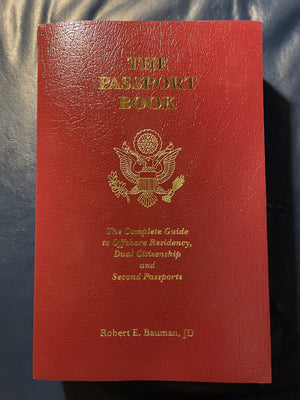 THE
PASSPORT
BOOK
The Complete Guide
to Offshore Residency,
Dual Citizenship
and
Second Passports
Robert E. Bauman, JD